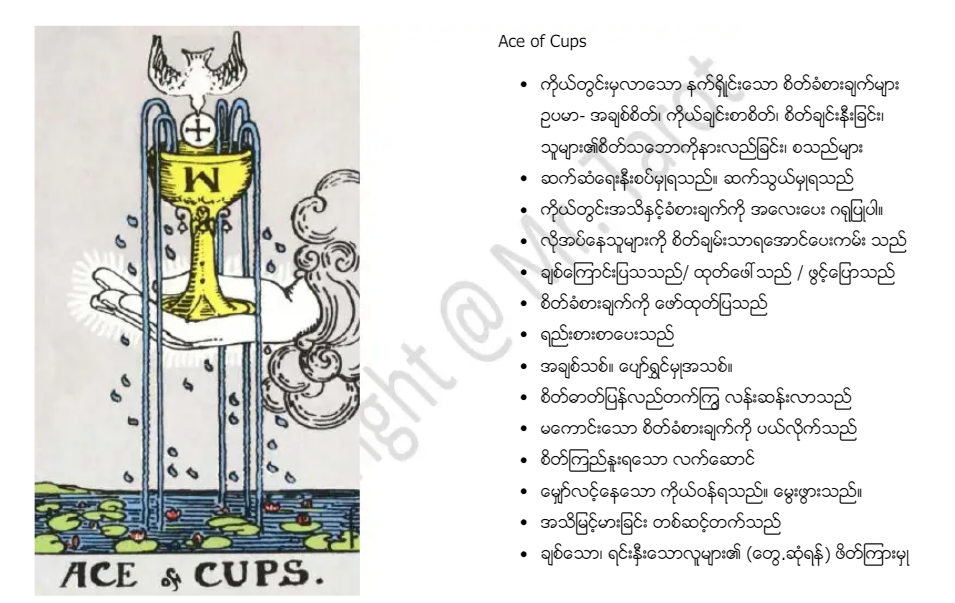 Ace of Cups
• ကိုယ်တွင်းမှလာသော နက်ရှိုင်းသော စိတ်ခံစားချက်များ
ဥပမာ- အချစ်စိတ်၊ ကိုယ်ချင်းစာစိတ်၊ စိတ်ချင်းနီးခြင်း၊
သူများ၏စိတ်သဘောကိုနားလည်ခြင်း၊ စသည်များ
• ဆက်ဆံရေးနီးစပ်မှုရသည်။ ဆက်သွယ်မှုရသည်
• ကိုယ်တွင်းအသိနှင့်ခံစားချက်ကို အလေးပေး ဂရုပြုပါ။
• လိုအပ်နေသူများကို စိတ်ချမ်းသာရအောင်ပေးကမ်း သည်
• ချစ်ကြောင်းပြသသည်/ ထုတ်ဖေါ်သည် / ဖွင့်ပြောသည်
• စိတ်ခံစားချက်ကို ဖော်ထုတ်ပြသည်
• ရည်းစားစာပေးသည်
• အချစ်သစ်။ ပျော်ရွှင်မှုအသစ်။
• စိတ်ဓာတ်ပြန်လည်တက်ကြွ လန်းဆန်းလာသည်
• မကောင်းသော စိတ်ခံစားချက်ကို ပယ်လိုက်သည်
• စိတ်ကြည်နူးရသော လက်ဆောင်
• မျှော်လင့်နေသော ကိုယ်ဝန်ရသည်။ မွေးဖွားသည်။
• အသိမြင့်မားခြင်း တစ်ဆင့်တက်သည်
• ချစ်သော၊ ရင်းနှီးသောလူများ၏ (တွေ့ဆုံရန်) ဖိတ်ကြားမှု
ACE of CUPS.
ght @ Mr. Tarot